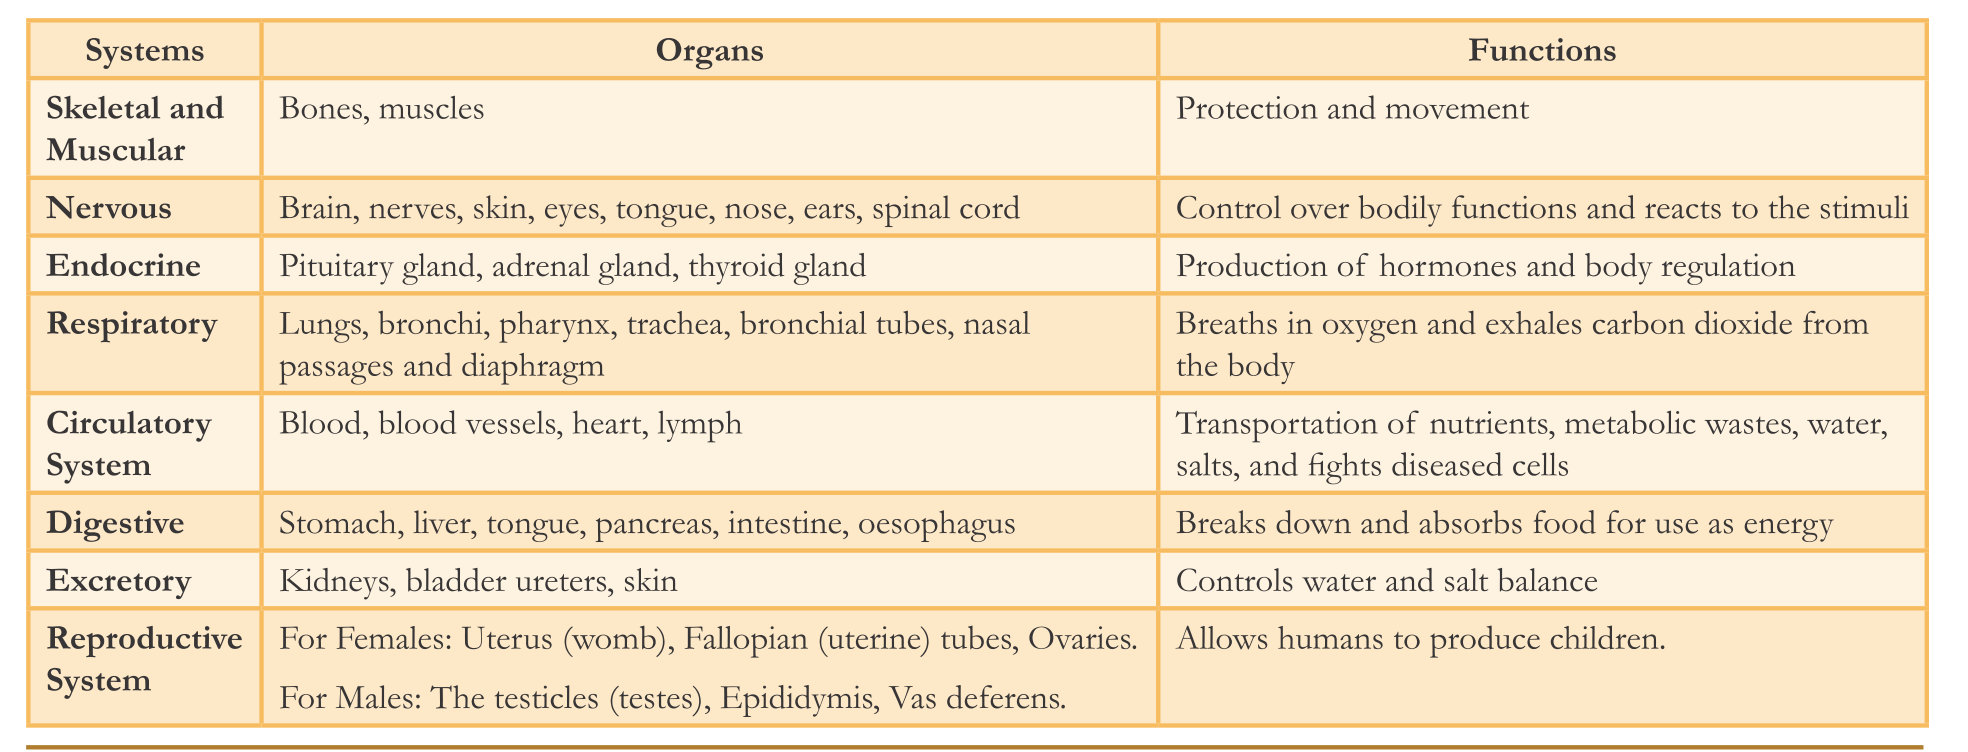 Systems Organs Functions
Skeletal and Bones, muscles Protection and movement
Muscular
Nervous Brain, nerves, skin, eyes, tongue, nose, ears, spinal cord Control over bodily functions and reacts to the stimuli
Endocrine Pituitary gland, adrenal gland, thyroid gland Production of hormones and body regulation
Respiratory Lungs, bronchi, pharynx, trachea, bronchial tubes, nasal Breaths in oxygen and exhales carbon dioxide from
passages and diaphragm the body
Circulatory Blood, blood vessels, heart, lymph Transportation of nutrients, metabolic wastes, water,
System salts, and fights diseased cells
Digestive Stomach, liver, tongue, pancreas, intestine, oesophagus Breaks down and absorbs food for use as energy
Excretory Kidneys, bladder ureters, skin Controls water and salt balance
Reproductive For Females: Uterus (womb), Fallopian (uterine) tubes, Ovaries. Allows humans to produce children.
System
For Males: The testicles (testes), Epididymis, Vas deferens.